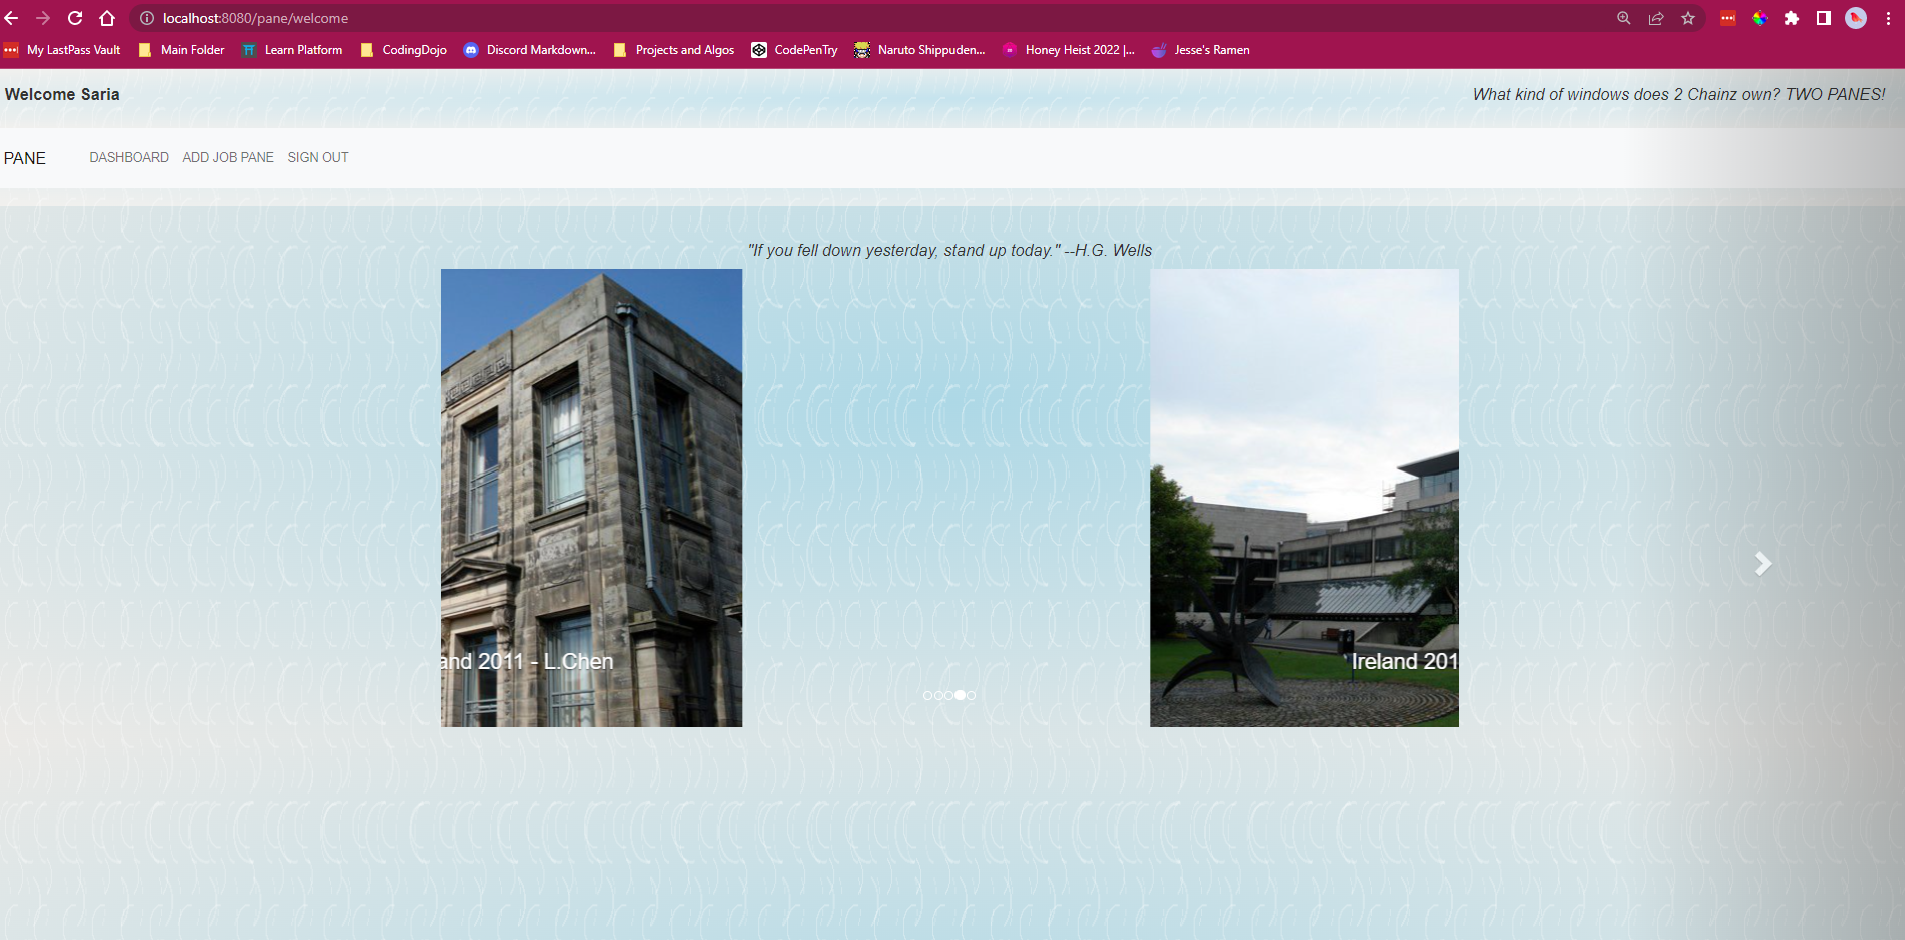 localhost:8080/pane/welcome
My LastPass Vault Main Folder Learn Platform CodingDojo Discord Markdown... Projects and Algos CodePenTry Naruto Shippuden... Honey Heist 2022 |... Jesse's Ramen
Welcome Saria What kind of windows does 2 Chainz own? TWO PANES!
PANE DASHBOARD ADD JOB PANE SIGN OUT
"If you fell down yesterday, stand up today." --H.G. Wells
and 2011 - L.Chen Ireland 201